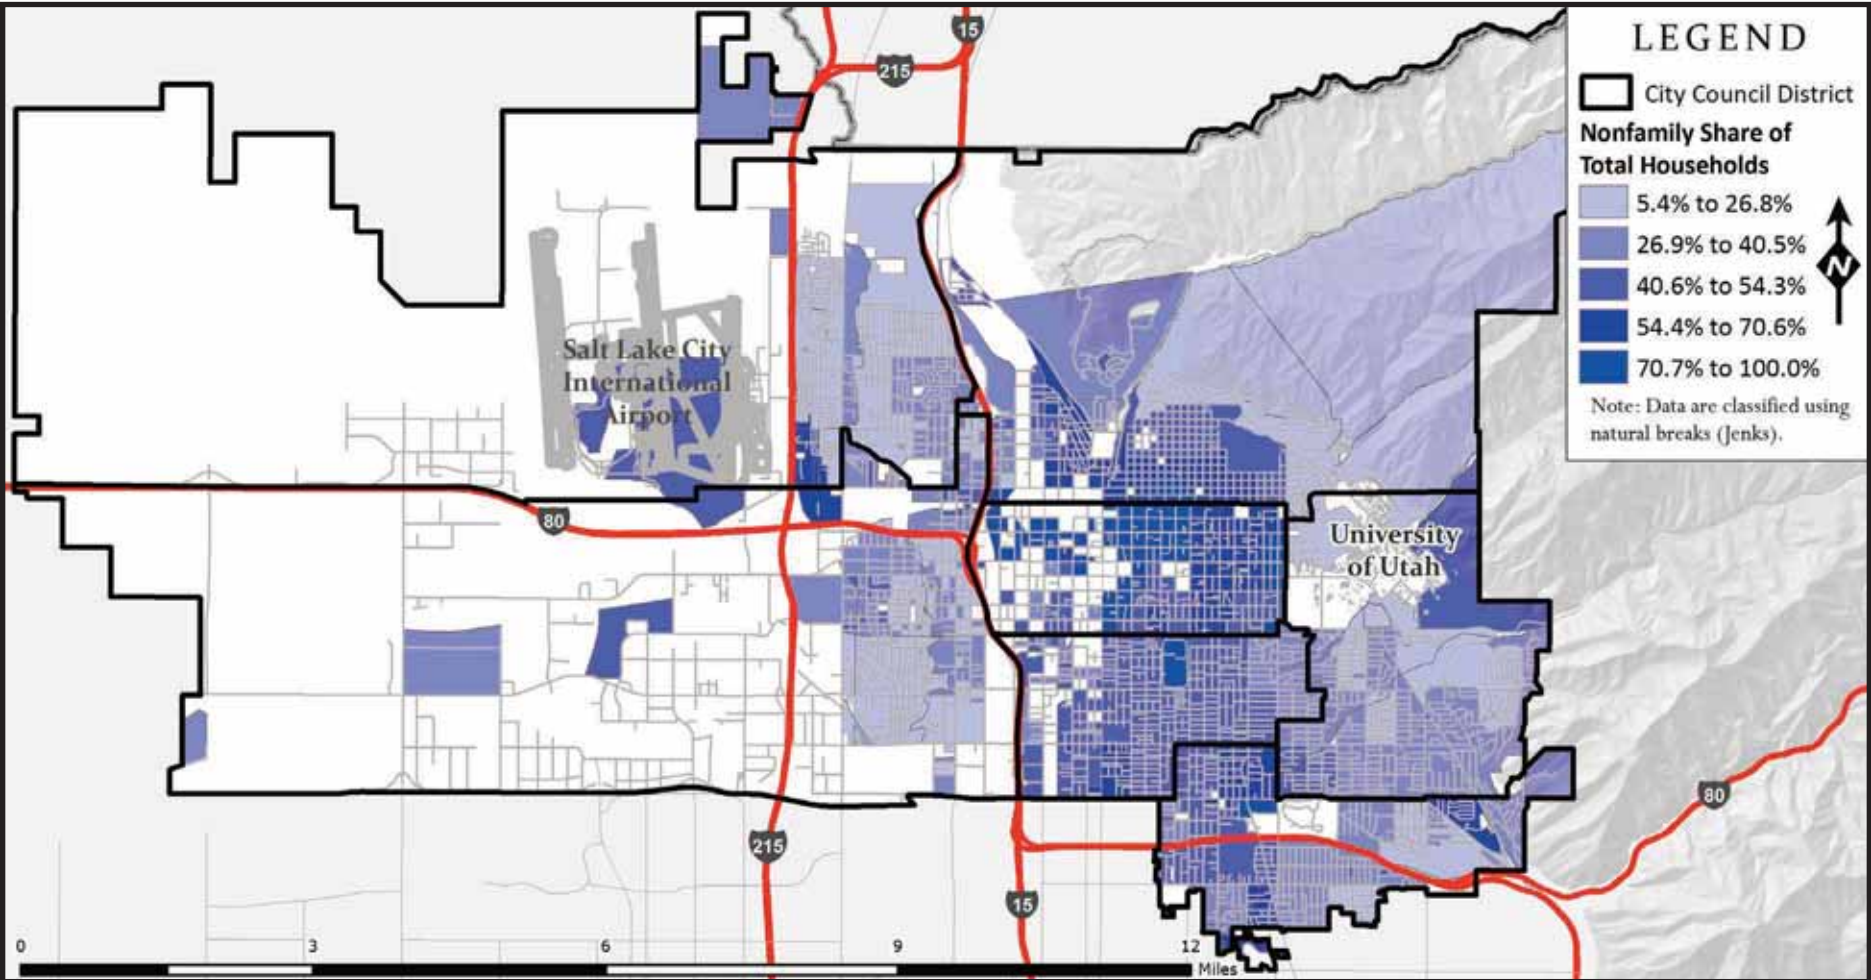 15
215
LEGEND
City Council District
Nonfamily Share of
Total Households
5.4% to 26.8%
26.9% to 40.5%
40.6% to 54.3%
54.4% to 70.6%
70.7% to 100.0%
N
Note: Data are classified using
natural breaks (Jenks).
Salt Lake City
International
Airport
80
University
of Utah
80
215
15
0 3 6 9 12
Miles